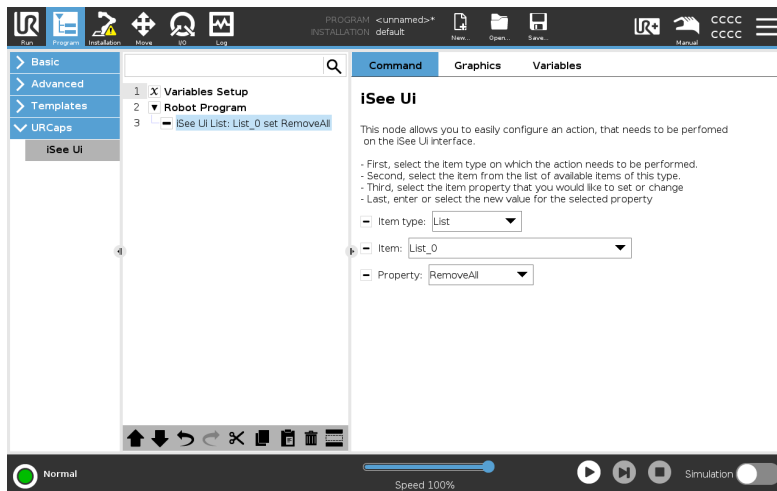 PROGRAM <unnamed>*
INSTALLATION default
Run Program Installation Move I/O Log New... Open... Save... Manual
UR+
CCCC
CCCC
Basic
Advanced
Templates
URCaps
iSee Ui
1 X Variables Setup
2 Robot Program
3 iSee Ui List: List_0 set RemoveAll
Command Graphics Variables
iSee Ui
This node allows you to easily configure an action, that needs to be perfomed
on the iSee Ui interface.
- First, select the item type on which the action needs to be performed.
- Second, select the item from the list of available items of this type.
- Third, select the item property that you would like to set or change
- Last, enter or select the new value for the selected property
Item type: List
Item: List_0
Property: RemoveAll
Normal
Speed 100%
Simulation